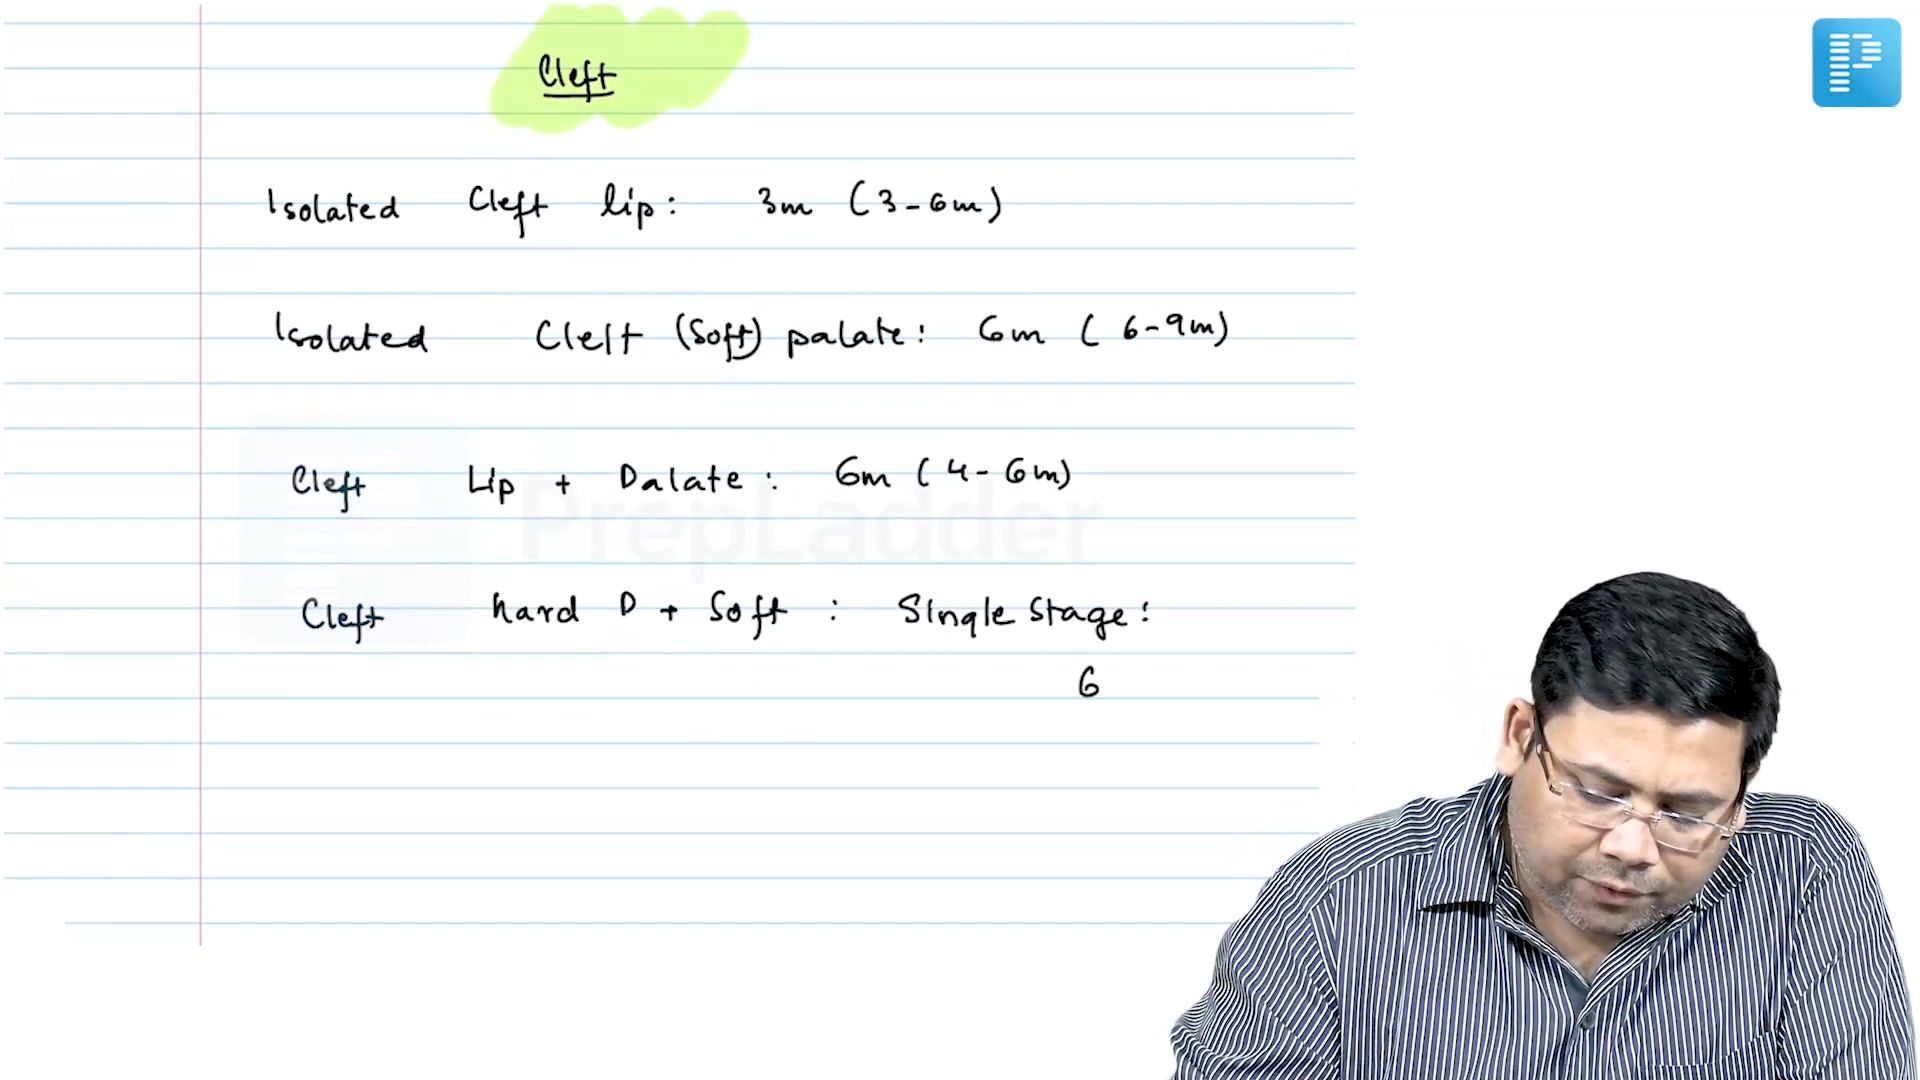 Cleft
Isolated Cleft lip: 3m (3-6m)
Isolated Cleft (Soft) palate: 6m (6-9m)
Cleft Lip + Palate: 6m (4-6m)
PrepLadder
Cleft hard P + Soft: Single Stage:
6